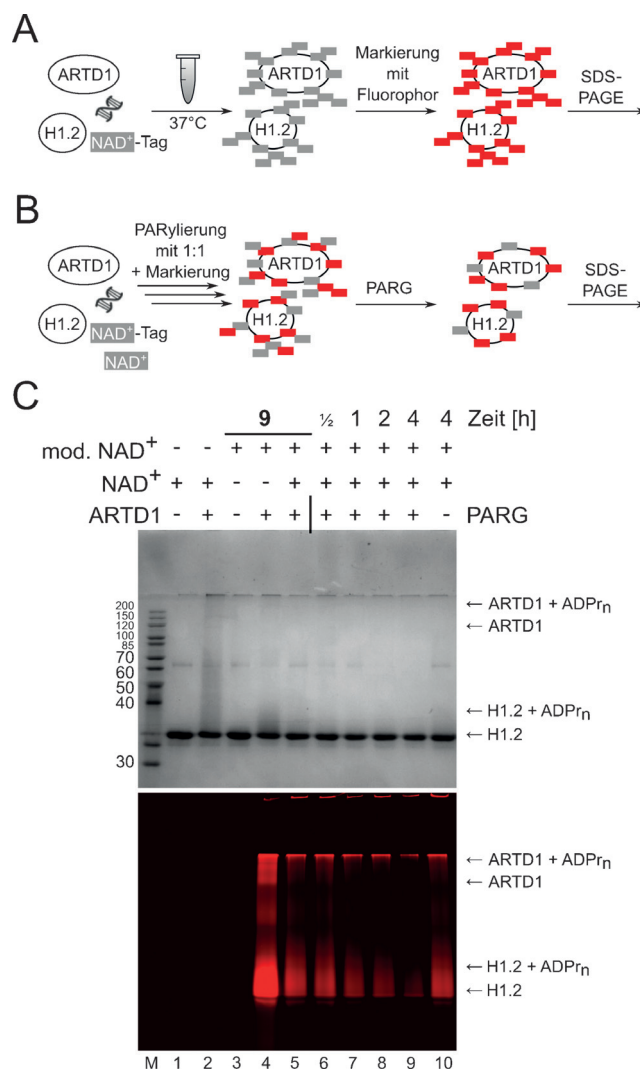 A
ARTD1
H1.2
NAD+-Tag
37°C
ARTD1
H1.2
Markierung
mit
Fluorophor
ARTD1
H1.2
SDS-
PAGE
B
ARTD1
H1.2
NAD+-Tag
NAD+
PARylierung
mit 1:1
+ Markierung
ARTD1
H1.2
PARG
ARTD1
H1.2
SDS-
PAGE
C
9 ½ 1 2 4 4 Zeit [h]
mod. NAD+ - - + + + + + + + +
NAD+ + + - - + + + + + +
ARTD1 - + - + + + + + + - PARG
200
150
120
100
85
70
60
50
40
30
← ARTD1 + ADPrn
← ARTD1
← H1.2 + ADPrn
← H1.2
← ARTD1 + ADPrn
← ARTD1
← H1.2 + ADPrn
← H1.2
M 1 2 3 4 5 6 7 8 9 10